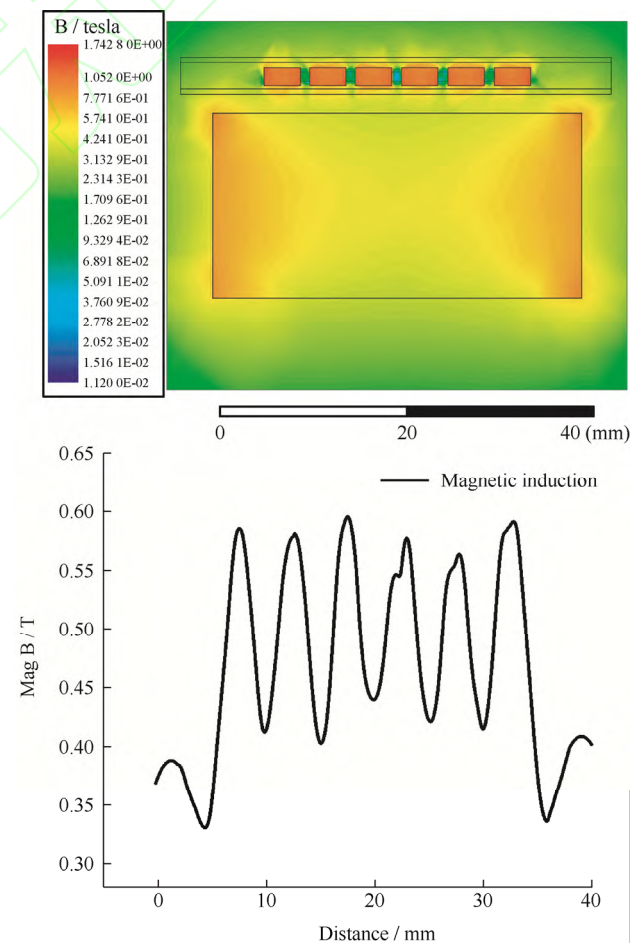 B / tesla
1.742 8 0E+00
1.052 0E+00
7.771 6E-01
5.741 0E-01
4.241 0E-01
3.132 9E-01
2.314 3E-01
1.709 6E-01
1.262 9E-01
9.329 4E-02
6.891 8E-02
5.091 1E-02
3.760 9E-02
2.778 2E-02
2.052 3E-02
1.516 1E-02
1.120 0E-02
0 20 40 (mm)
Magnetic induction
Mag B / T
0.65
0.60
0.55
0.50
0.45
0.40
0.35
0.30
0 10 20 30 40
Distance / mm